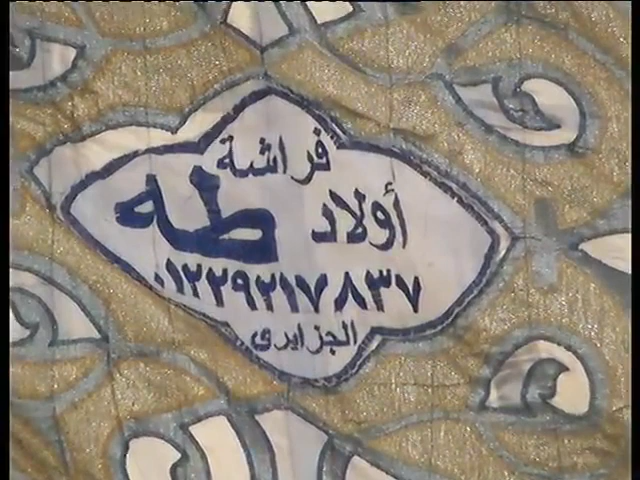 فراشة
أولاد طه
٠١٢٢٩٢١٧٨٣٧
الجزايرى